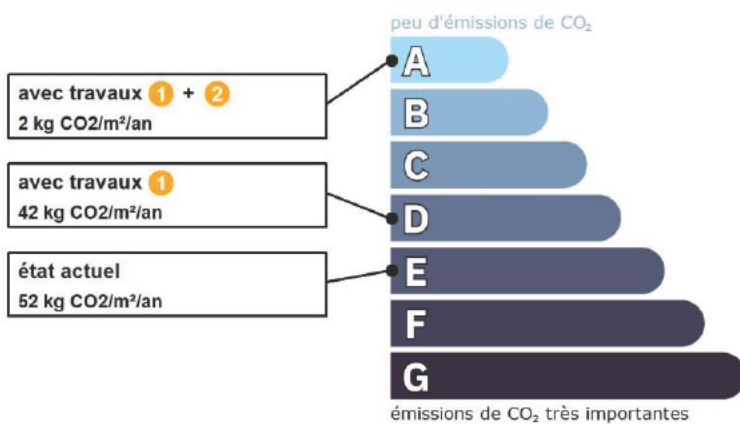 peu d'émissions de CO₂
A
avec travaux 1 + 2
2 kg CO2/m²/an
B
C
avec travaux 1
42 kg CO2/m²/an
D
état actuel
52 kg CO2/m²/an
E
F
G
émissions de CO₂ très importantes